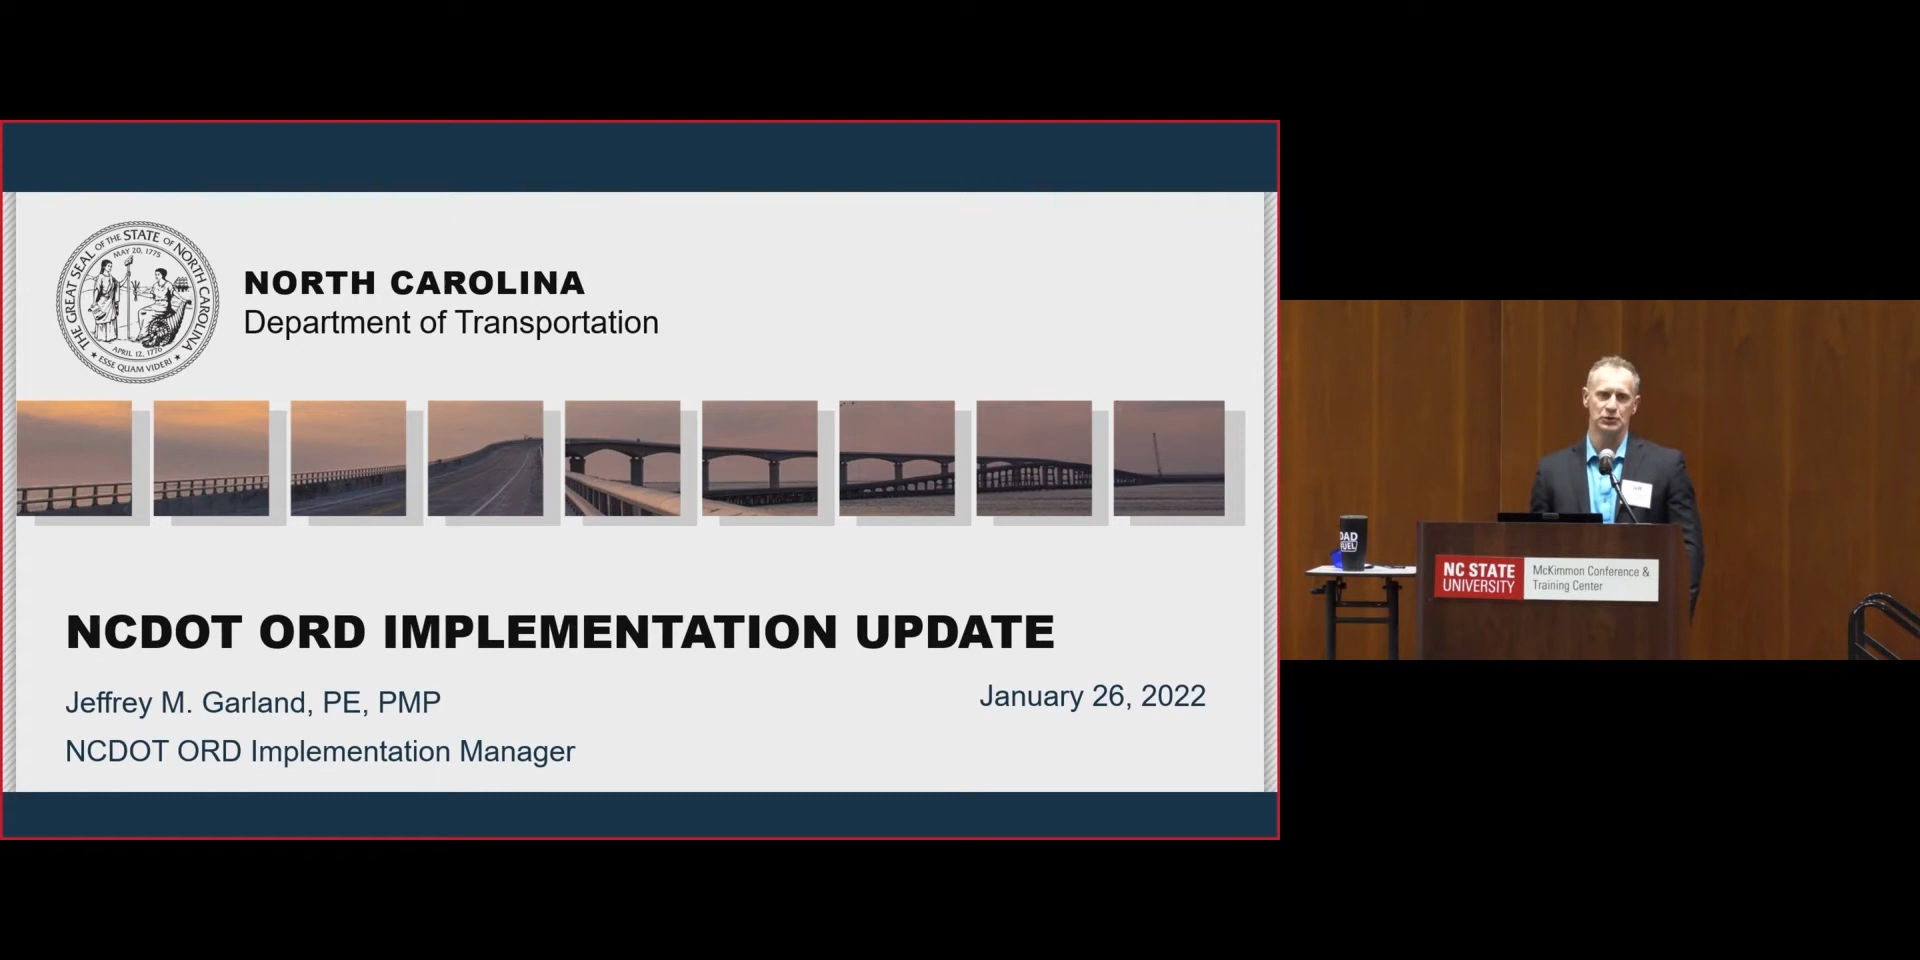 THE GREAT SEAL OF THE STATE OF NORTH CAROLINA
MAY 20, 1775
APRIL 12, 1776
ESSE QUAM VIDERI
NORTH CAROLINA
Department of Transportation
NCDOT ORD IMPLEMENTATION UPDATE
Jeffrey M. Garland, PE, PMP
January 26, 2022
NCDOT ORD Implementation Manager
NC STATE
UNIVERSITY
McKimmon Conference &
Training Center